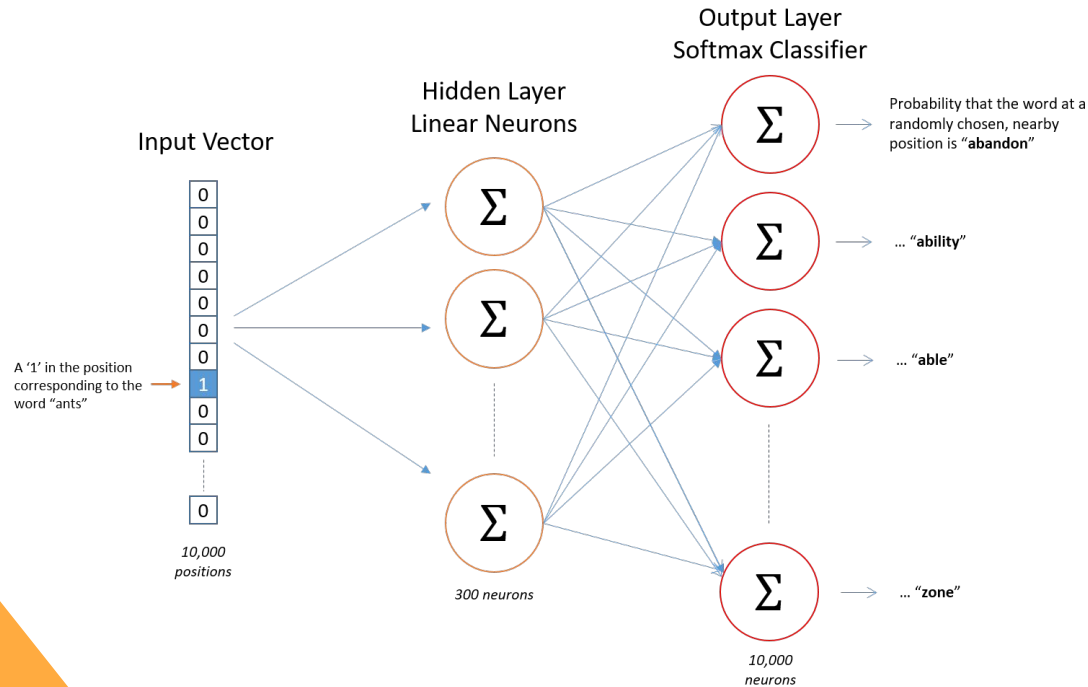 Output Layer
Softmax Classifier
Hidden Layer
Linear Neurons
Input Vector
0
0
0
0
0
0
0
1
0
0
0
A ‘1’ in the position
corresponding to the
word “ants”
10,000
positions
Σ
Σ
Σ
300 neurons
Σ
Σ
Σ
Σ
10,000
neurons
Probability that the word at a
randomly chosen, nearby
position is “abandon”
... “ability”
... “able”
... “zone”